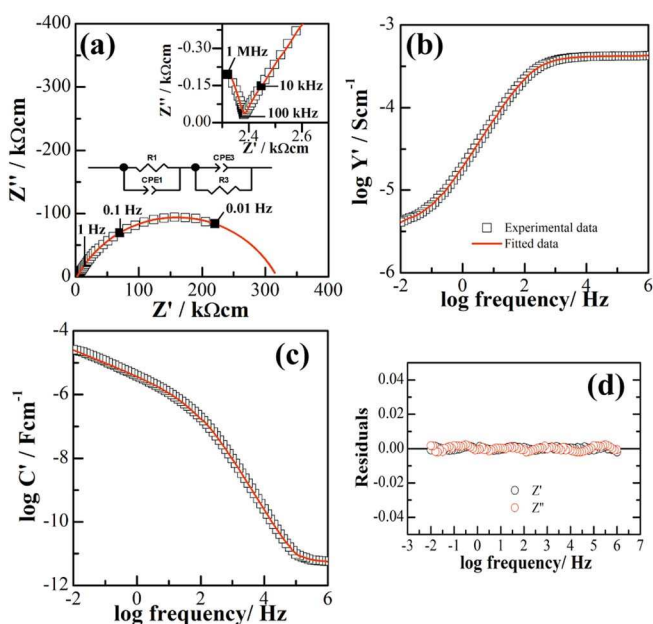 (a)
Z'' / kΩcm
-400
-300
-200
-100
0
0 100 200 300 400
Z' / kΩcm
Z'' / kΩcm
-0.30
-0.15
0.00
1 MHz
10 kHz
100 kHz
2.4 2.6
Z' / kΩcm
R1
CPE1
CPE3
R3
1 Hz
0.1 Hz
0.01 Hz
(b)
log Y' / Scm-1
-3
-4
-5
-6
-2 0 2 4 6
log frequency/ Hz
Experimental data
Fitted data
(c)
log C' / Fcm-1
-4
-6
-8
-10
-12
-2 0 2 4 6
log frequency/ Hz
(d)
Residuals
0.04
0.02
0.00
-0.02
-0.04
Z'
Z''
-3 -2 -1 0 1 2 3 4 5 6 7
log frequency/ Hz